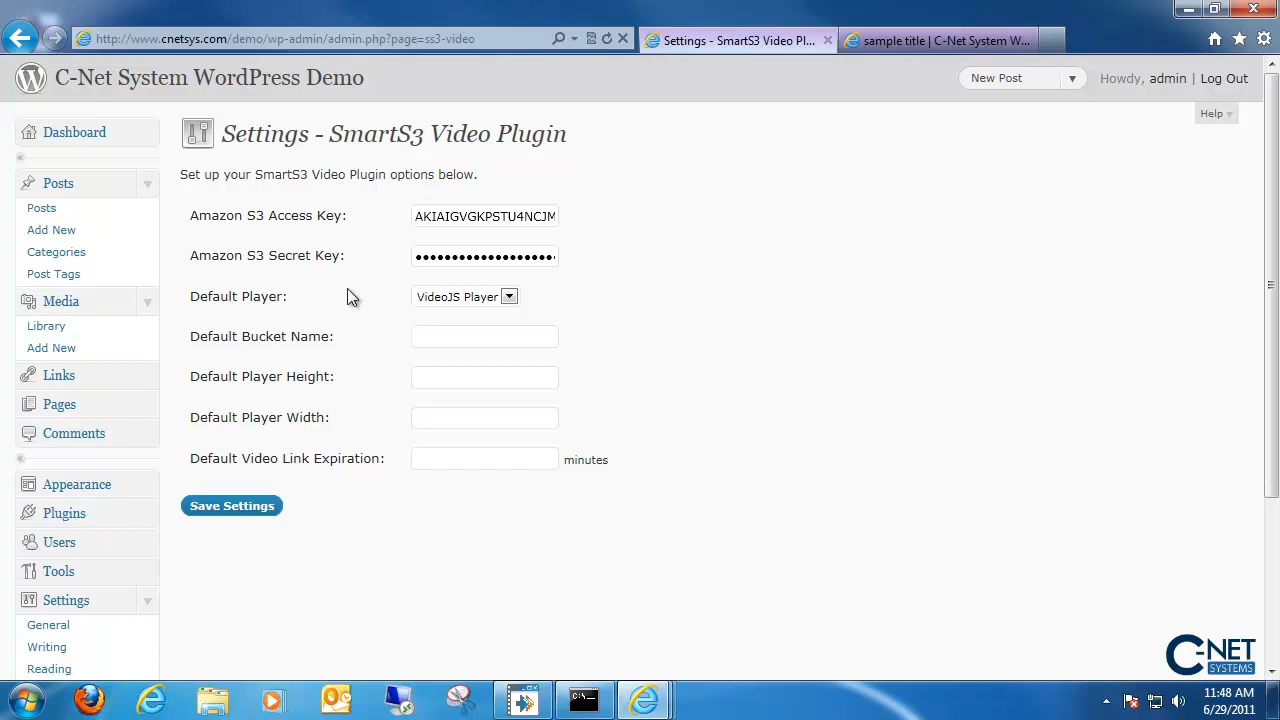 http://www.cnetsys.com/demo/wp-admin/admin.php?page=ss3-video
Settings - SmartS3 Video Pl...
sample title | C-Net System W...
C-Net System WordPress Demo
New Post
Howdy, admin | Log Out
Help
Dashboard
Posts
Posts
Add New
Categories
Post Tags
Media
Library
Add New
Links
Pages
Comments
Appearance
Plugins
Users
Tools
Settings
General
Writing
Reading
Settings - SmartS3 Video Plugin
Set up your SmartS3 Video Plugin options below.
Amazon S3 Access Key: AKIAIGVGKPSTU4NCJM
Amazon S3 Secret Key: ●●●●●●●●●●●●●●●●●●●
Default Player: VideoJS Player
Default Bucket Name:
Default Player Height:
Default Player Width:
Default Video Link Expiration: minutes
Save Settings
C-NET
SYSTEMS
11:48 AM
6/29/2011